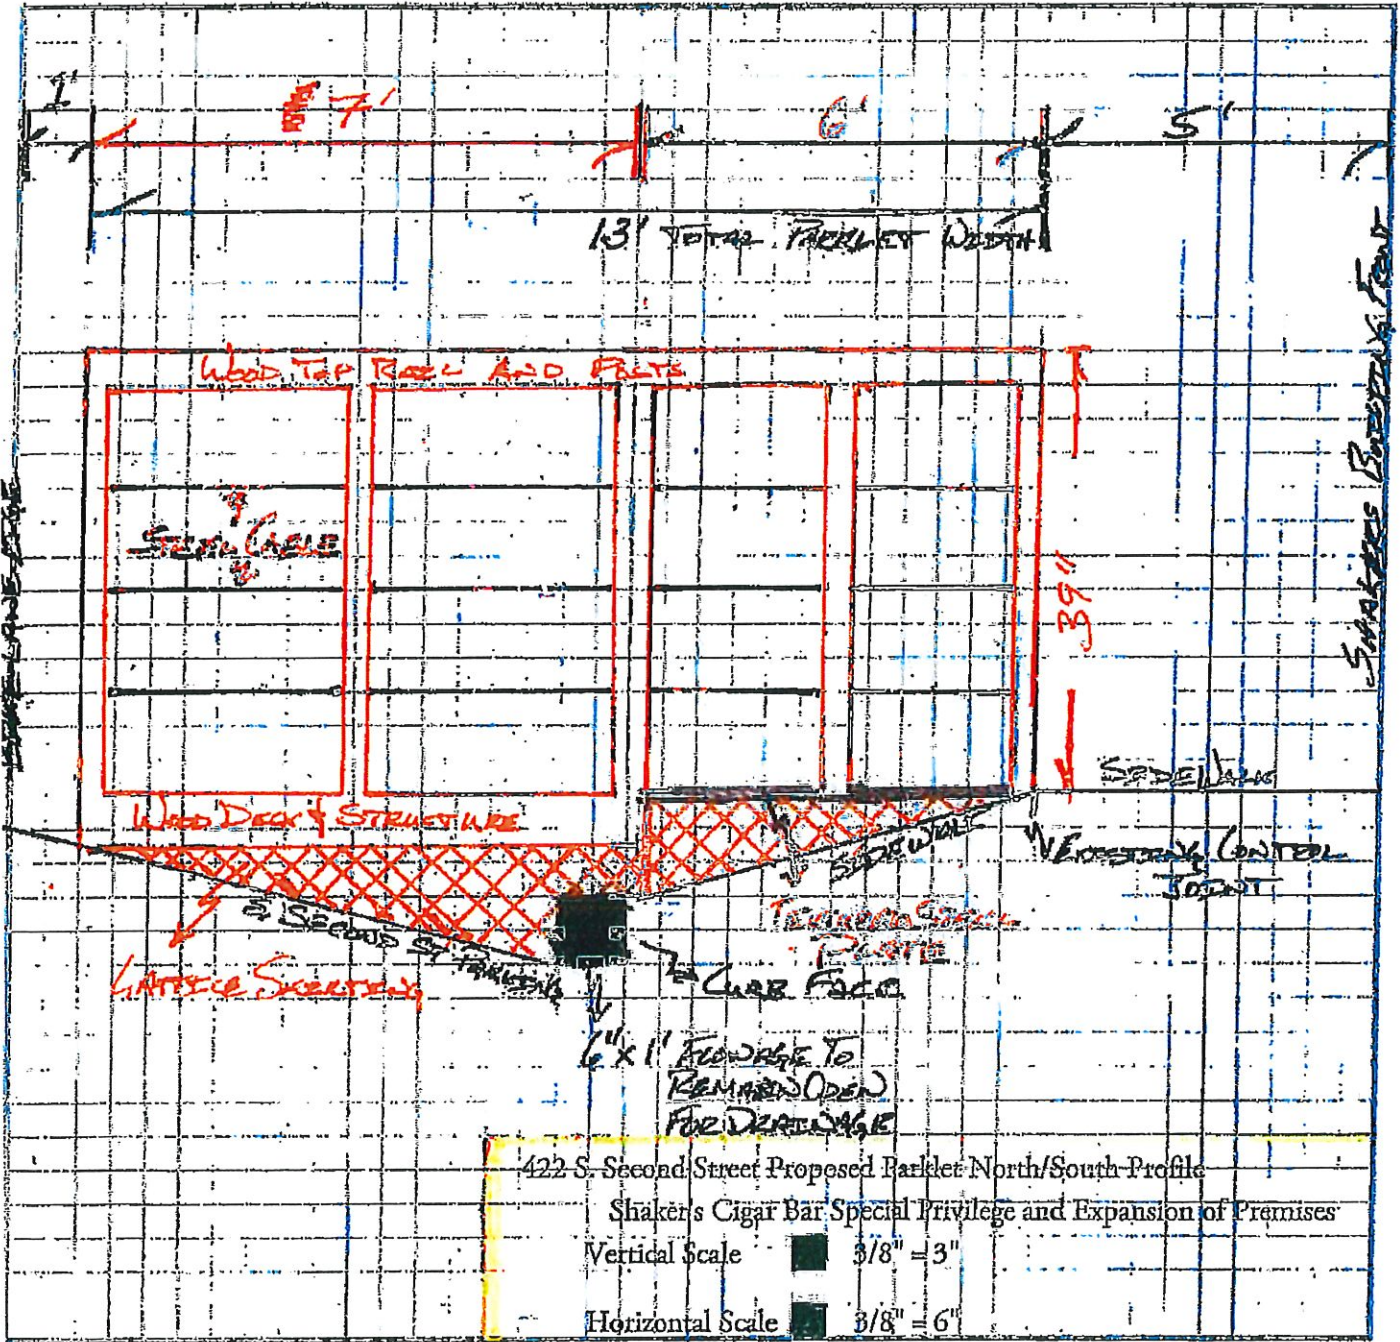 1'
7'
6'
5'
13' TOTAL PARKLET WIDTH
WOOD TOP RAIL AND POSTS
STEEL CABLE
BIKE LANE EDGE
SHAKERS BUILDING FRONT
39"
SIDEWALK
WOOD DECK & STRUCTURE
SIDEWALK
EXISTING CONTROL
JOINT
S. SECOND ST PARKING
STEEL
PLATE
LATTICE SKIRTING
CURB FACE
6" x 1' FLOWAGE TO
REMAIN OPEN
FOR DRAINAGE
422 S. Second Street Proposed Parklet North/South Profile
Shaker's Cigar Bar Special Privilege and Expansion of Premises
Vertical Scale 3/8" = 3"
Horizontal Scale 3/8" = 6"